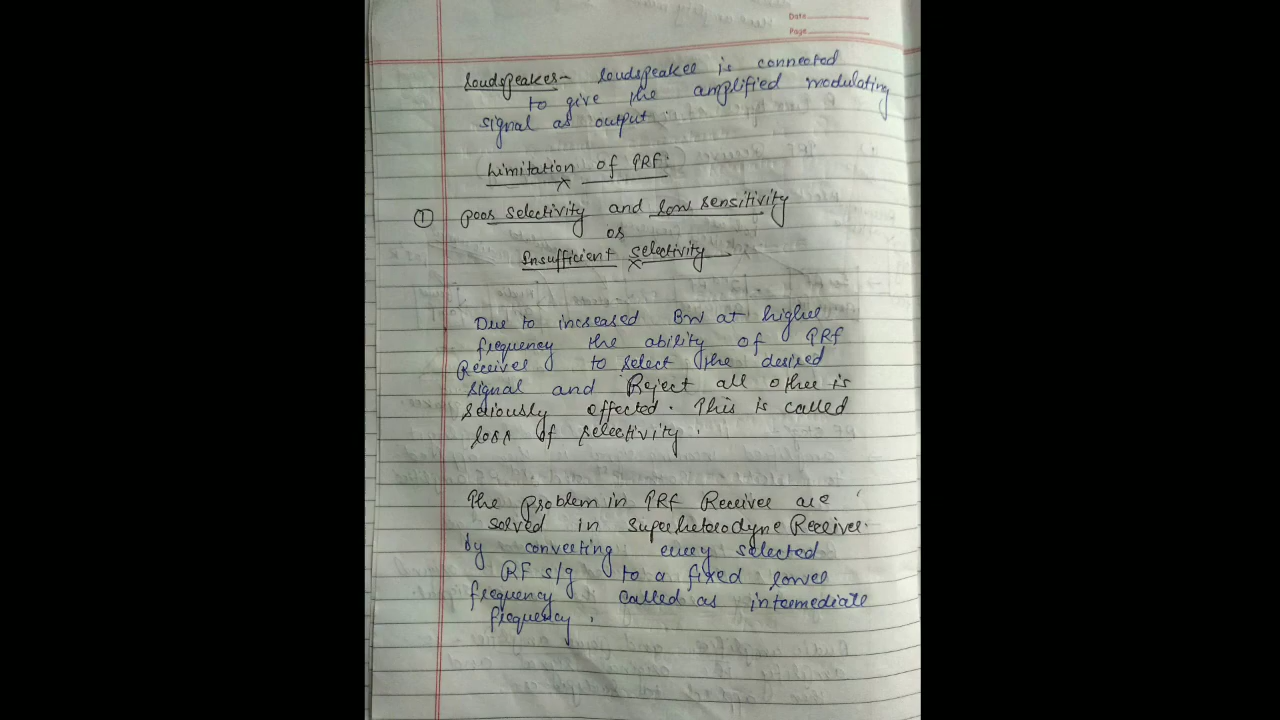 Date
Page
Loudspeaker- Loudspeaker is connected
to give the amplified modulating
signal as output
Limitation of TRF:
① poor selectivity and low sensitivity
or
Insufficient selectivity
Due to increased BW at higher
frequency the ability of TRF
Receiver to select the desired
signal and Reject all other is
seriously effected. This is called
loss of selectivity.
The Problem in TRF Receiver are
solved in Superheterodyne Receiver.
by converting every selected
RF s/g to a fixed lower
frequency is called as intermediate
frequency.